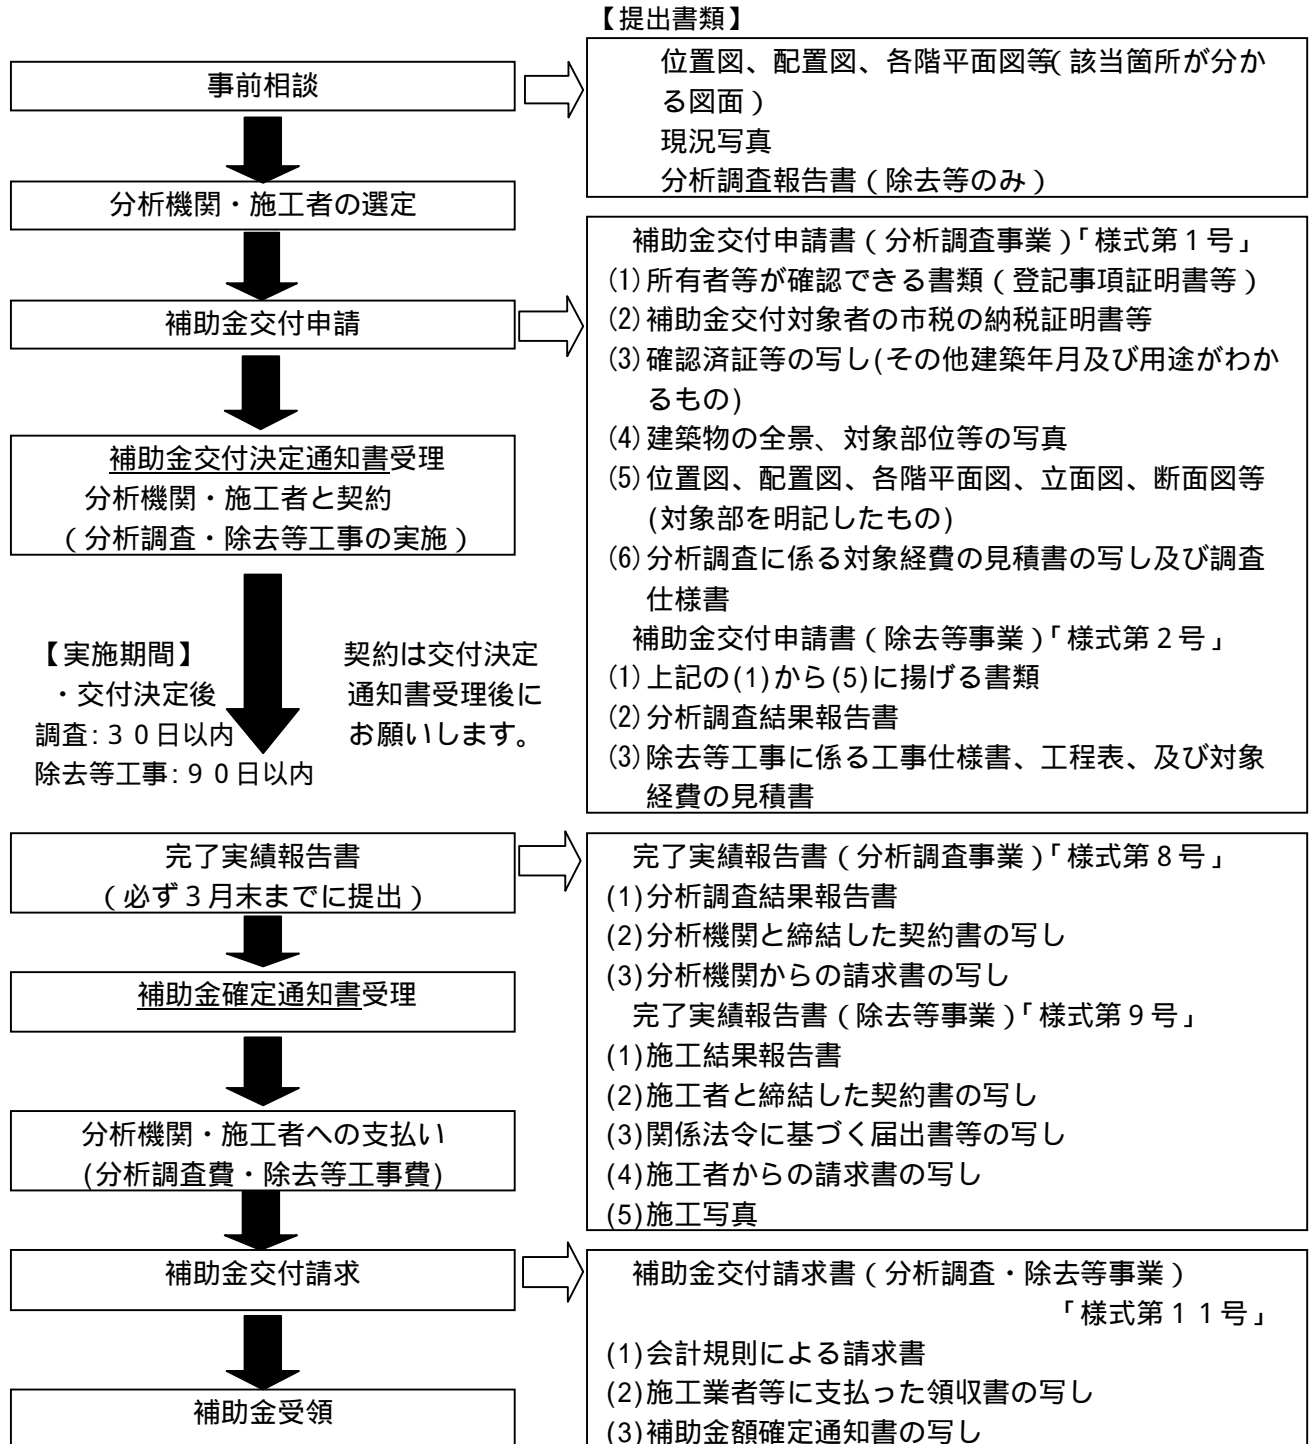 【提出書類】
事前相談
位置図、配置図、各階平面図等(該当箇所が分か
る図面)
現況写真
分析調査報告書(除去等のみ)
分析機関・施工者の選定
補助金交付申請
補助金交付申請書(分析調査事業)「様式第1号」
(1)所有者等が確認できる書類(登記事項証明書等)
(2)補助金交付対象者の市税の納税証明書等
(3)確認済証等の写し(その他建築年月及び用途がわか
るもの)
(4)建築物の全景、対象部位等の写真
(5)位置図、配置図、各階平面図、立面図、断面図等
(対象部を明記したもの)
(6)分析調査に係る対象経費の見積書の写し及び調査
仕様書
補助金交付申請書(除去等事業)「様式第2号」
(1)上記の(1)から(5)に揚げる書類
(2)分析調査結果報告書
(3)除去等工事に係る工事仕様書、工程表、及び対象
経費の見積書
補助金交付決定通知書受理
分析機関・施工者と契約
(分析調査・除去等工事の実施)
【実施期間】
・交付決定後
調査:30日以内
除去等工事:90日以内
契約は交付決定
通知書受理後に
お願いします。
完了実績報告書
(必ず3月末までに提出)
完了実績報告書(分析調査事業)「様式第8号」
(1)分析調査結果報告書
(2)分析機関と締結した契約書の写し
(3)分析機関からの請求書の写し
完了実績報告書(除去等事業)「様式第9号」
(1)施工結果報告書
(2)施工者と締結した契約書の写し
(3)関係法令に基づく届出書等の写し
(4)施工者からの請求書の写し
(5)施工写真
補助金確定通知書受理
分析機関・施工者への支払い
(分析調査費・除去等工事費)
補助金交付請求
補助金交付請求書(分析調査・除去等事業)
「様式第11号」
(1)会計規則による請求書
(2)施工業者等に支払った領収書の写し
(3)補助金額確定通知書の写し
補助金受領